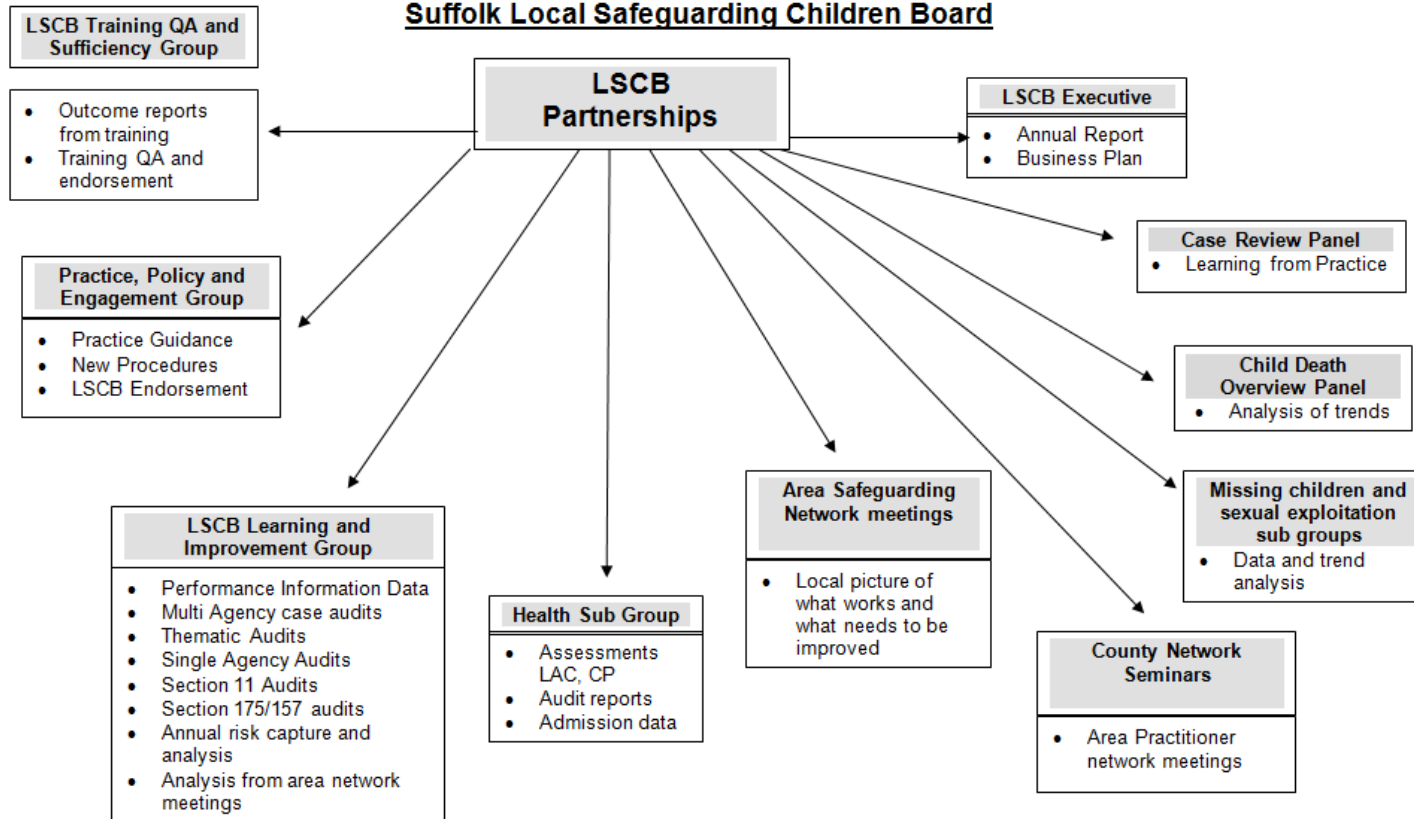 Suffolk Local Safeguarding Children Board
LSCB Training QA and
Sufficiency Group
• Outcome reports
from training
• Training QA and
endorsement
LSCB
Partnerships
LSCB Executive
• Annual Report
• Business Plan
Case Review Panel
• Learning from Practice
Practice, Policy and
Engagement Group
• Practice Guidance
• New Procedures
• LSCB Endorsement
Child Death
Overview Panel
• Analysis of trends
Missing children and
sexual exploitation
sub groups
• Data and trend
analysis
LSCB Learning and
Improvement Group
• Performance Information Data
• Multi Agency case audits
• Thematic Audits
• Single Agency Audits
• Section 11 Audits
• Section 175/157 audits
• Annual risk capture and
analysis
• Analysis from area network
meetings
Health Sub Group
• Assessments
LAC, CP
• Audit reports
• Admission data
Area Safeguarding
Network meetings
• Local picture of
what works and
what needs to be
improved
County Network
Seminars
• Area Practitioner
network meetings